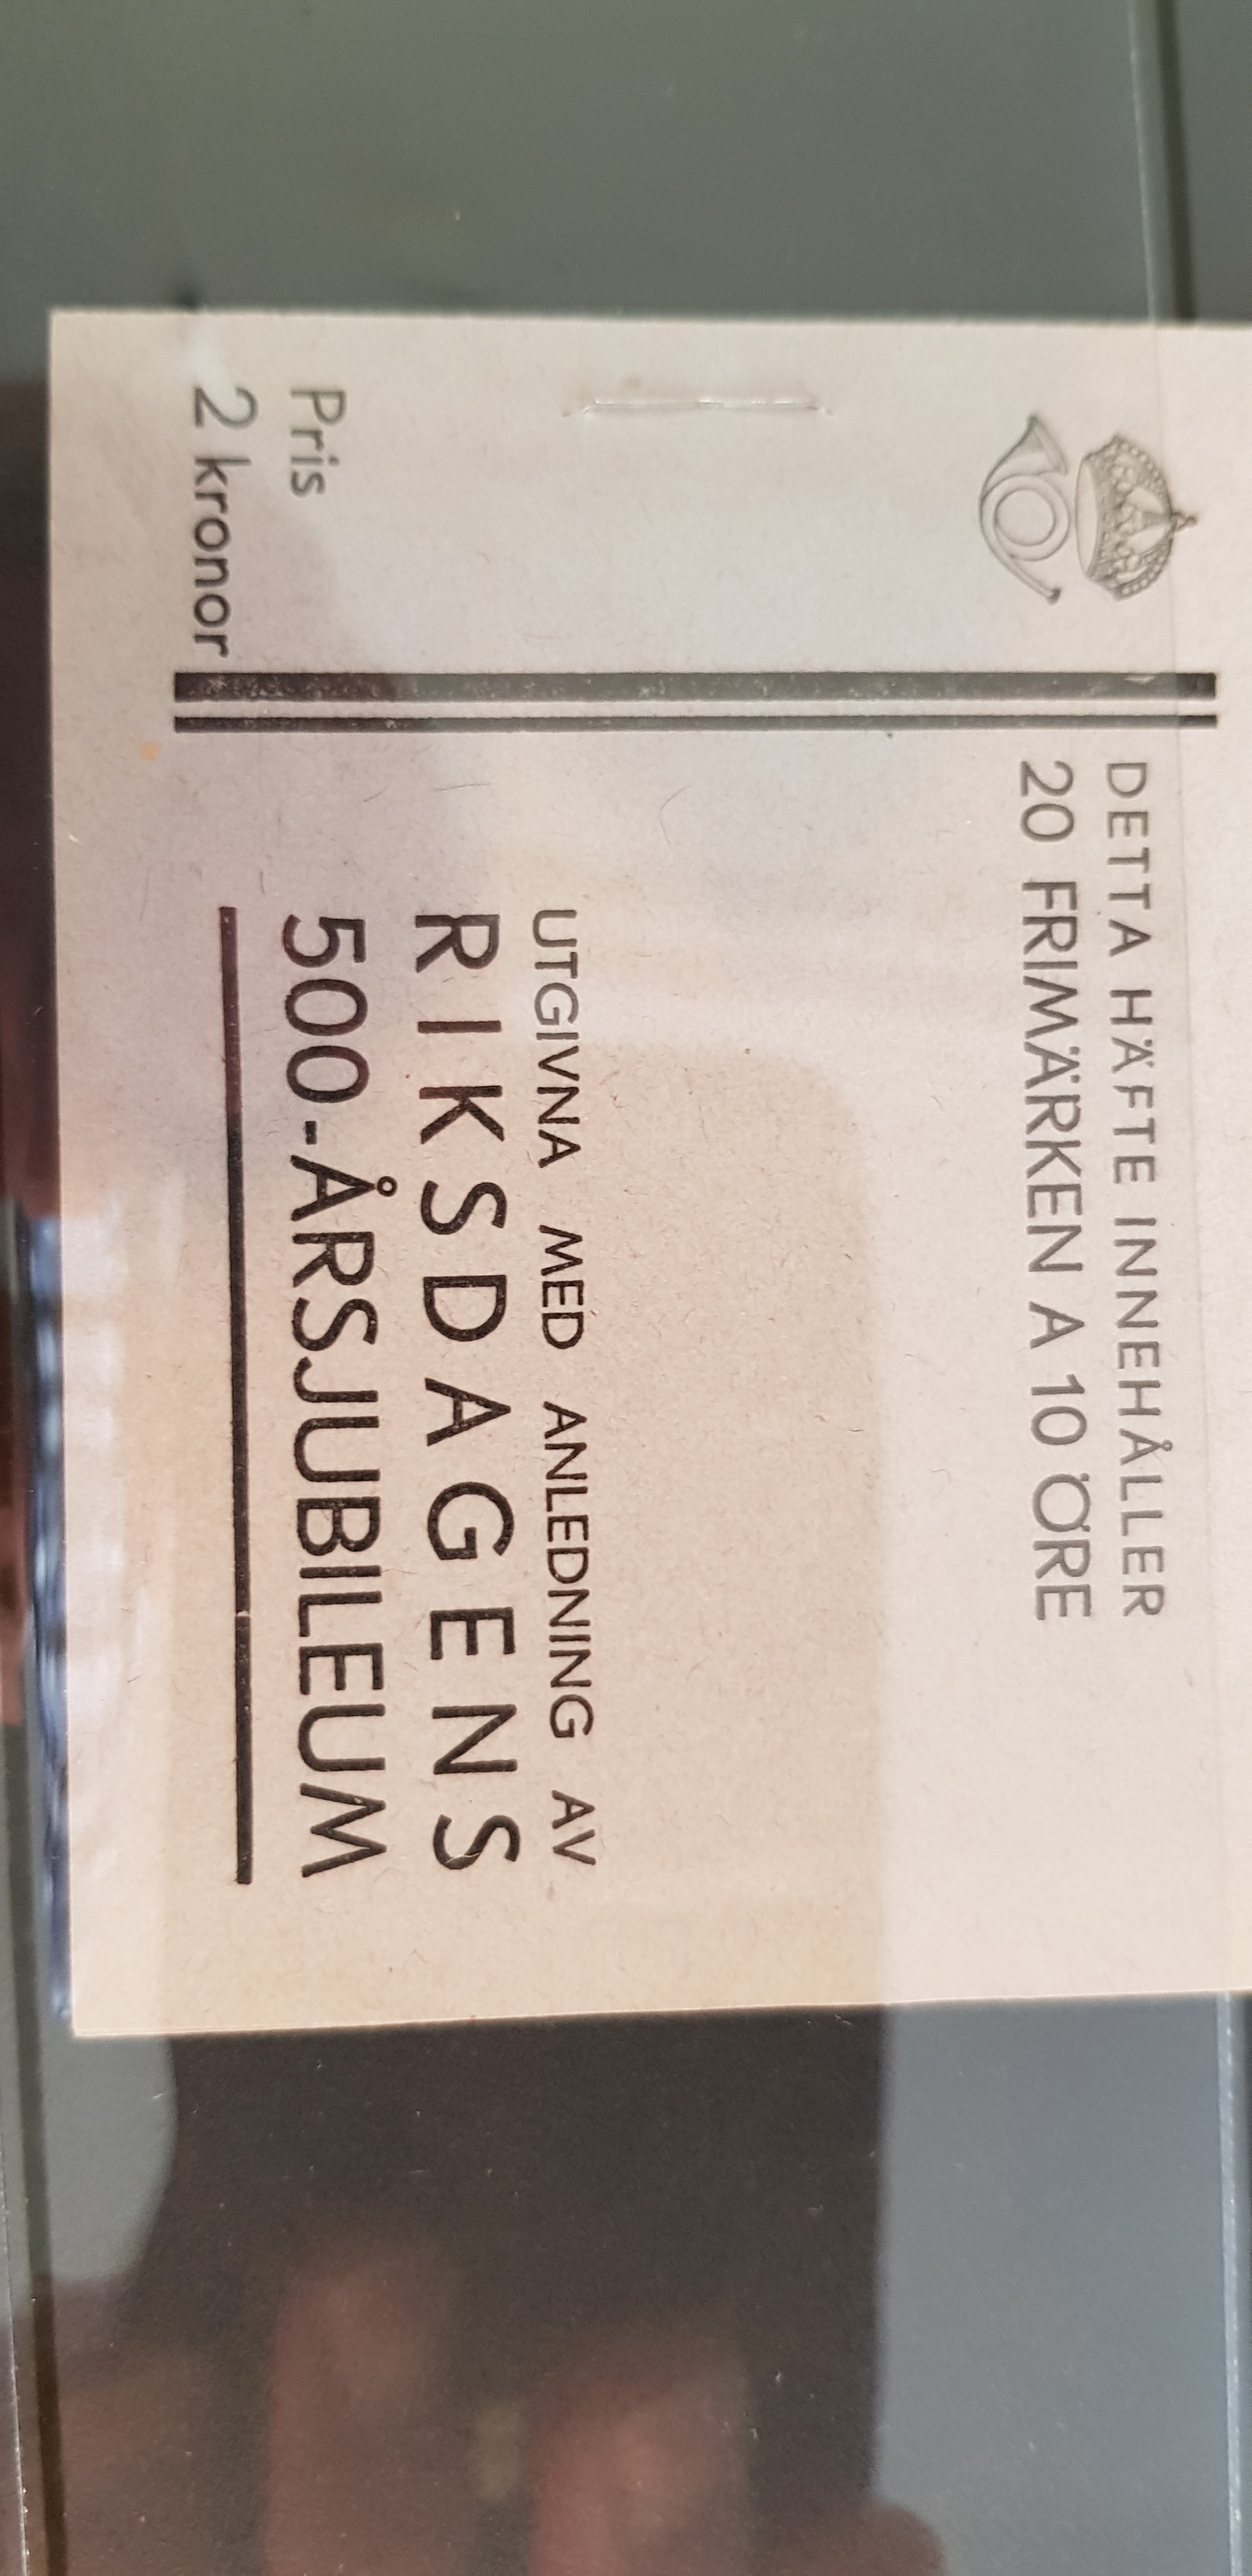 DETTA HÄFTE INNEHÅLLER
20 FRIMÄRKEN A 10 ÖRE
UTGIVNA MED ANLEDNING AV
RIKSDAGENS
500-ÅRSJUBILEUM
Pris
2 kronor